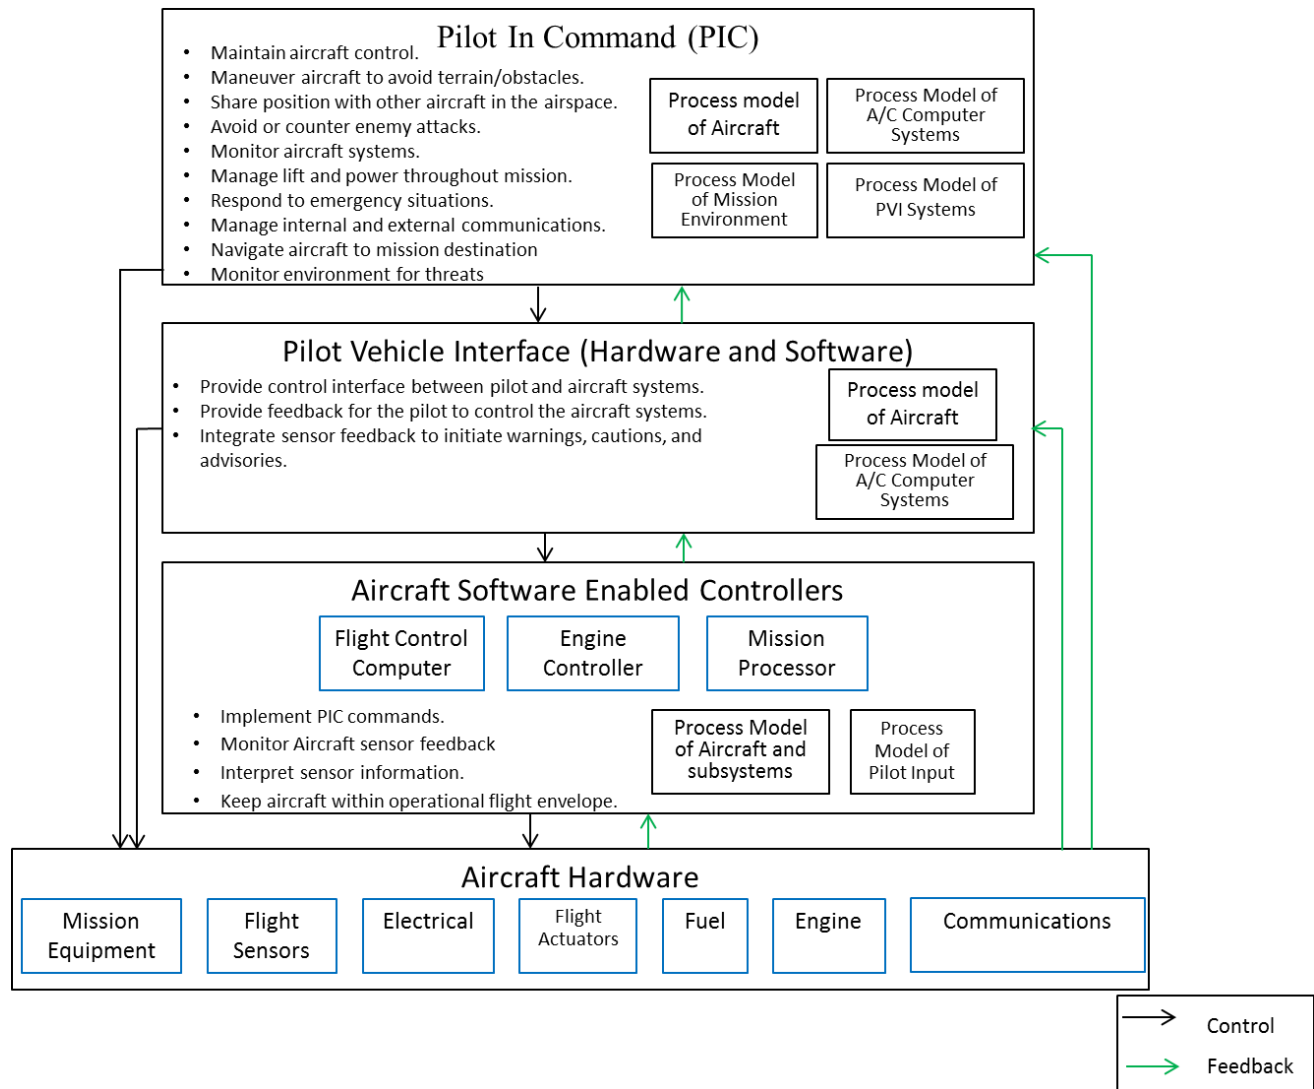 Pilot In Command (PIC)
• Maintain aircraft control.
• Maneuver aircraft to avoid terrain/obstacles.
• Share position with other aircraft in the airspace.
• Avoid or counter enemy attacks.
• Monitor aircraft systems.
• Manage lift and power throughout mission.
• Respond to emergency situations.
• Manage internal and external communications.
• Navigate aircraft to mission destination
• Monitor environment for threats
Process model
of Aircraft
Process Model of
A/C Computer
Systems
Process Model
of Mission
Environment
Process Model of
PVI Systems
Pilot Vehicle Interface (Hardware and Software)
• Provide control interface between pilot and aircraft systems.
• Provide feedback for the pilot to control the aircraft systems.
• Integrate sensor feedback to initiate warnings, cautions, and
advisories.
Process model
of Aircraft
Process Model of
A/C Computer
Systems
Aircraft Software Enabled Controllers
Flight Control
Computer
Engine
Controller
Mission
Processor
• Implement PIC commands.
• Monitor Aircraft sensor feedback
• Interpret sensor information.
• Keep aircraft within operational flight envelope.
Process Model
of Aircraft and
subsystems
Process
Model of
Pilot Input
Aircraft Hardware
Mission
Equipment
Flight
Sensors
Electrical
Flight
Actuators
Fuel
Engine
Communications
Control
Feedback